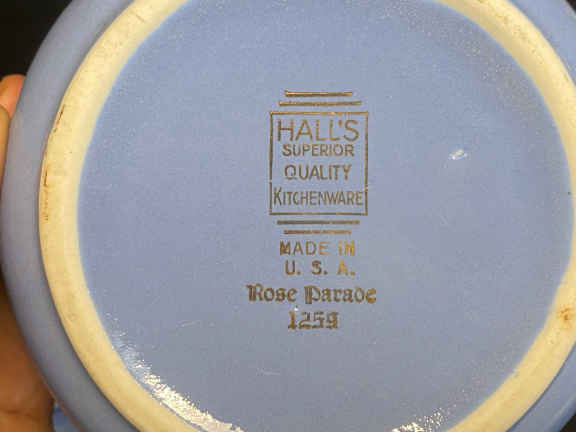 HALL'S
SUPERIOR
QUALITY
KITCHENWARE
MADE IN
U. S. A.
Rose Parade
1259